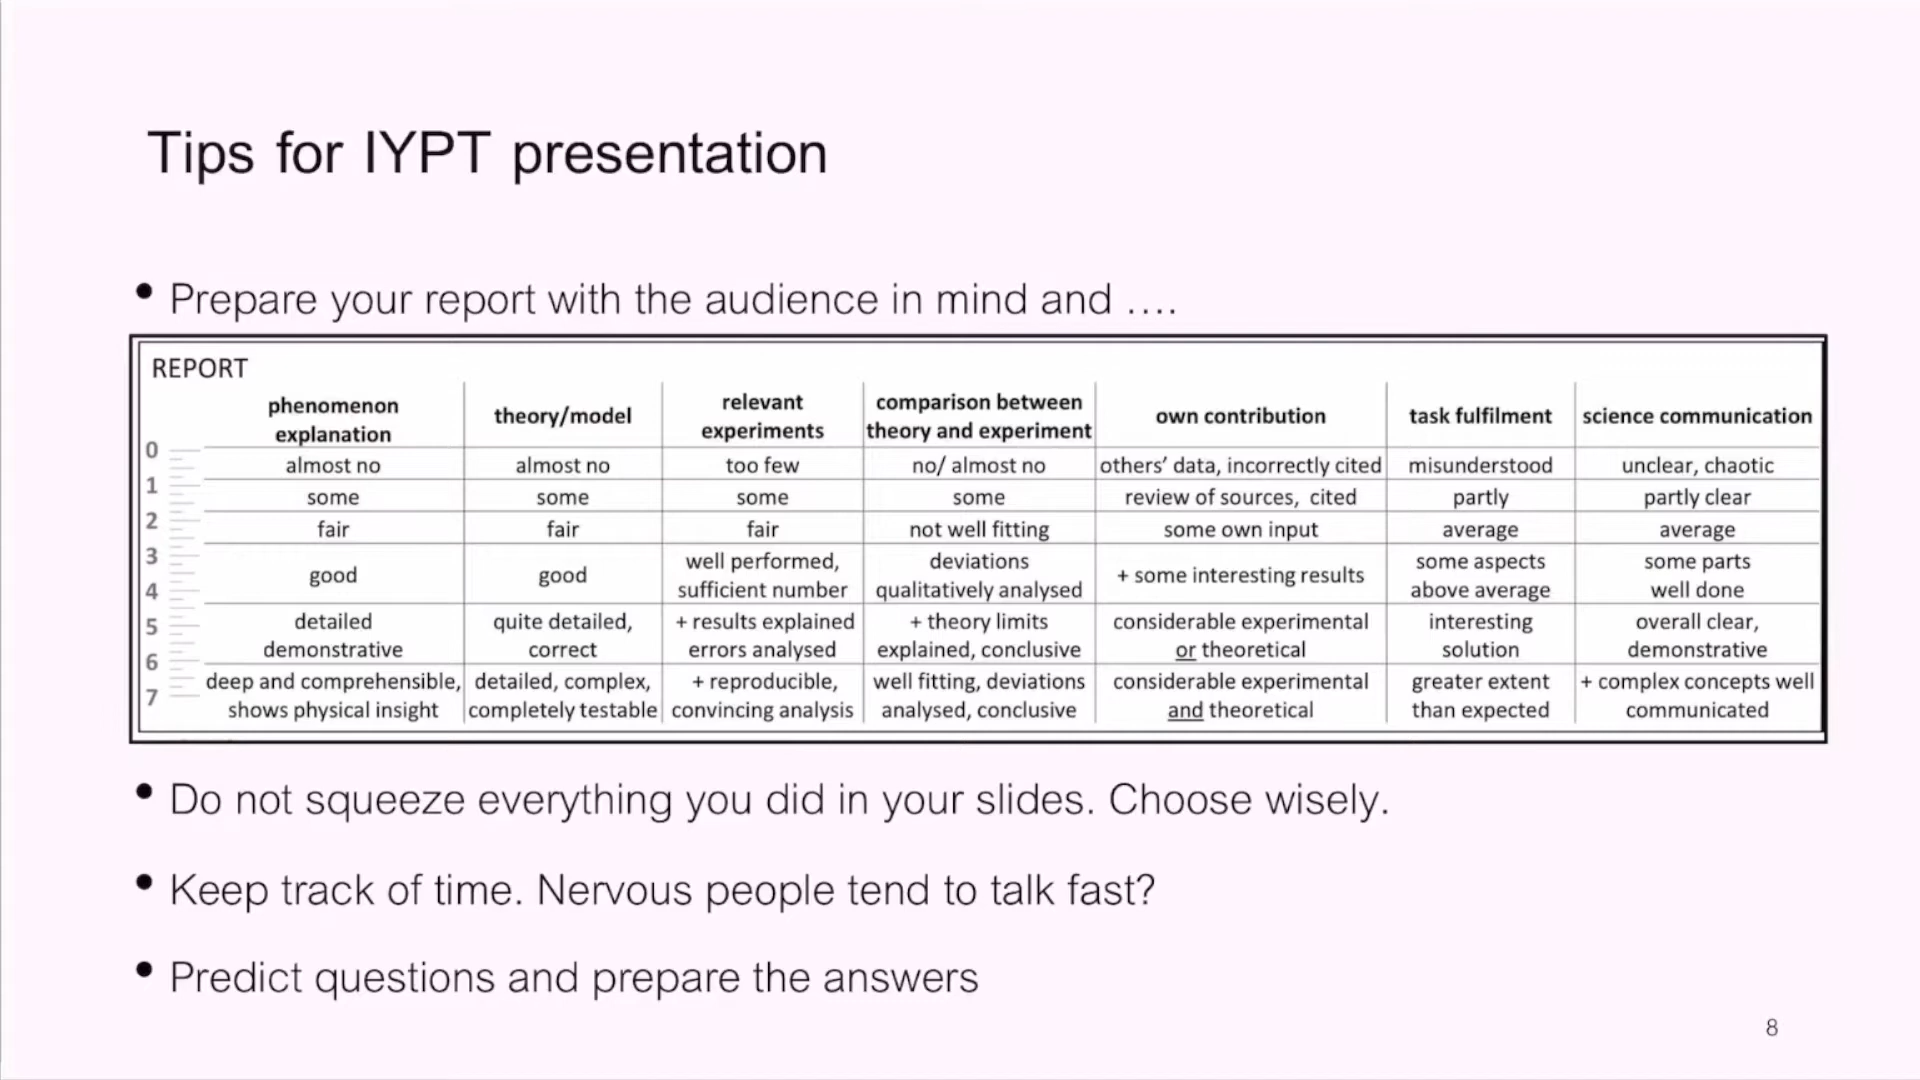 Tips for IYPT presentation
• Prepare your report with the audience in mind and ….
REPORT
phenomenon explanation | theory/model | relevant experiments | comparison between theory and experiment | own contribution | task fulfilment | science communication
0
almost no | almost no | too few | no/ almost no | others’ data, incorrectly cited | misunderstood | unclear, chaotic
1
some | some | some | some | review of sources, cited | partly | partly clear
2
fair | fair | fair | not well fitting | some own input | average | average
3
good | good | well performed, sufficient number | deviations qualitatively analysed | + some interesting results | some aspects above average | some parts well done
4
5
detailed demonstrative | quite detailed, correct | + results explained errors analysed | + theory limits explained, conclusive | considerable experimental or theoretical | interesting solution | overall clear, demonstrative
6
deep and comprehensible, shows physical insight | detailed, complex, completely testable | + reproducible, convincing analysis | well fitting, deviations analysed, conclusive | considerable experimental and theoretical | greater extent than expected | + complex concepts well communicated
7
• Do not squeeze everything you did in your slides. Choose wisely.
• Keep track of time. Nervous people tend to talk fast?
• Predict questions and prepare the answers
8